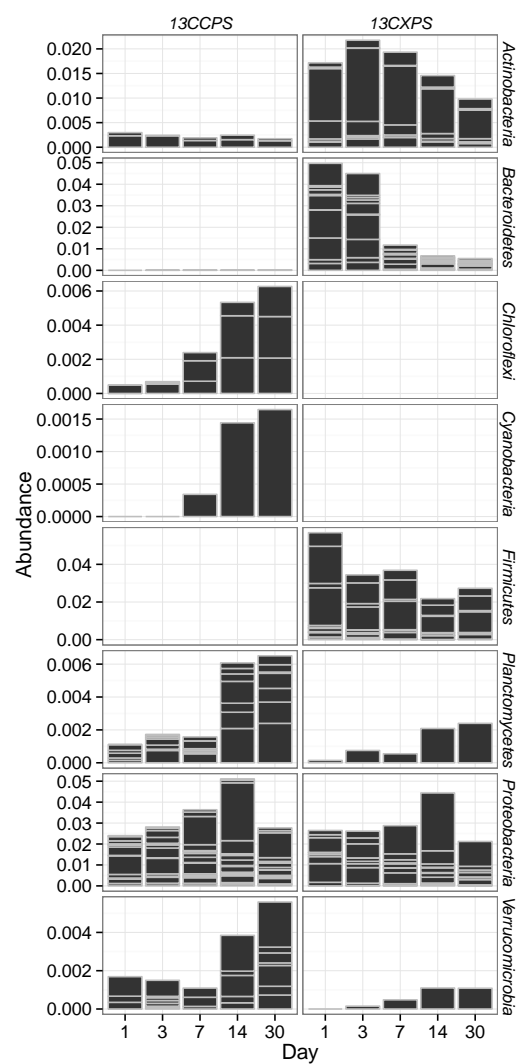 13CCPS 13CXPS
0.020
0.015
0.010
0.005
0.000
Actinobacteria
0.05
0.04
0.03
0.02
0.01
0.00
Bacteroidetes
0.006
0.004
0.002
0.000
Chloroflexi
0.0015
0.0010
0.0005
0.0000
Cyanobacteria
Abundance
0.04
0.02
0.00
Firmicutes
0.006
0.004
0.002
0.000
Planctomycetes
0.05
0.04
0.03
0.02
0.01
0.00
Proteobacteria
0.004
0.002
0.000
Verrucomicrobia
1 3 7 14 30 1 3 7 14 30
Day